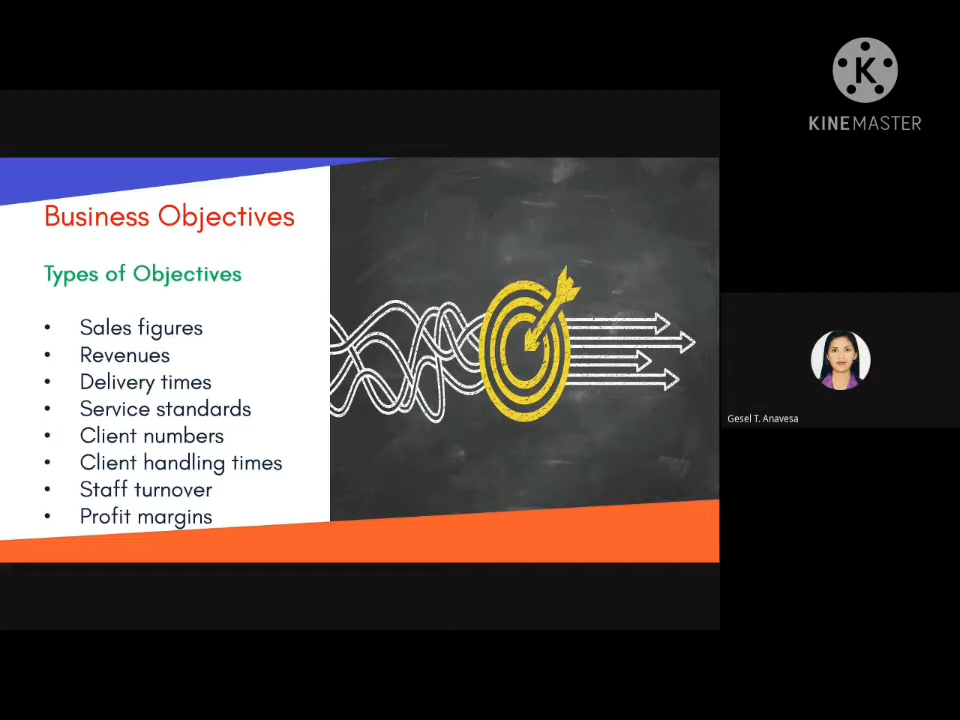 KINEMASTER
Business Objectives
Types of Objectives
• Sales figures
• Revenues
• Delivery times
• Service standards
• Client numbers
• Client handling times
• Staff turnover
• Profit margins
Gesel T. Anavesa